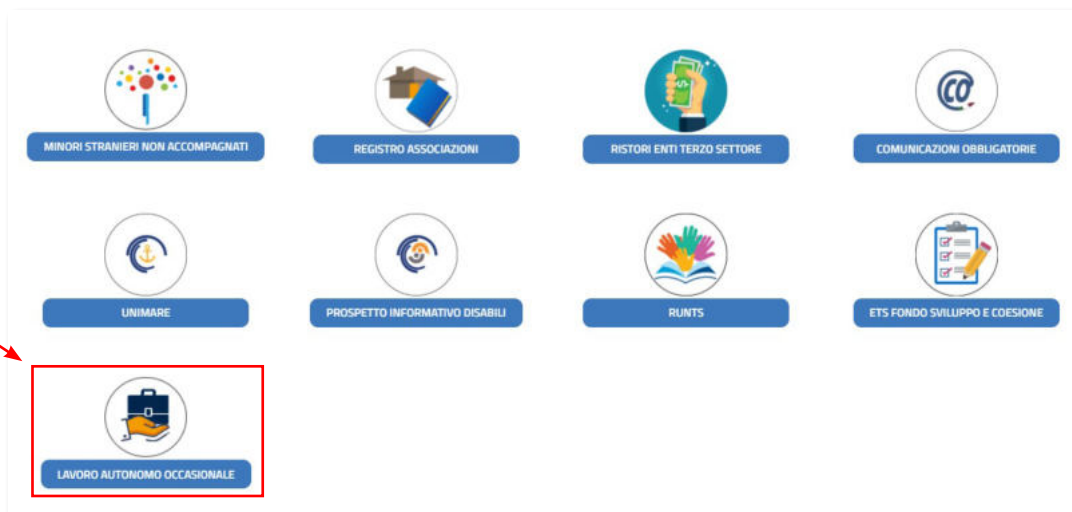 CO
MINORI STRANIERI NON ACCOMPAGNATI
REGISTRO ASSOCIAZIONI
RISTORI ENTI TERZO SETTORE
COMUNICAZIONI OBBLIGATORIE
UNIMARE
PROSPETTO INFORMATIVO DISABILI
RUNTS
ETS FONDO SVILUPPO E COESIONE
LAVORO AUTONOMO OCCASIONALE